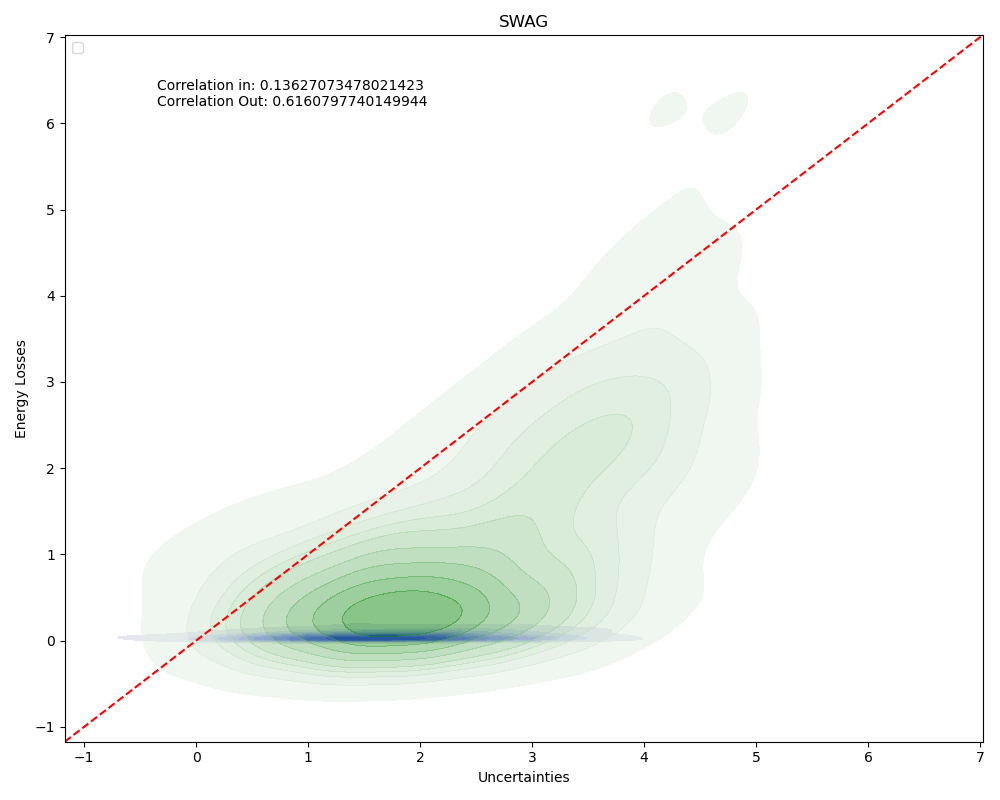 SWAG
7
Correlation in: 0.13627073478021423
Correlation Out: 0.6160797740149944
6
5
4
3
2
1
0
−1
Energy Losses
−1 0 1 2 3 4 5 6 7
Uncertainties